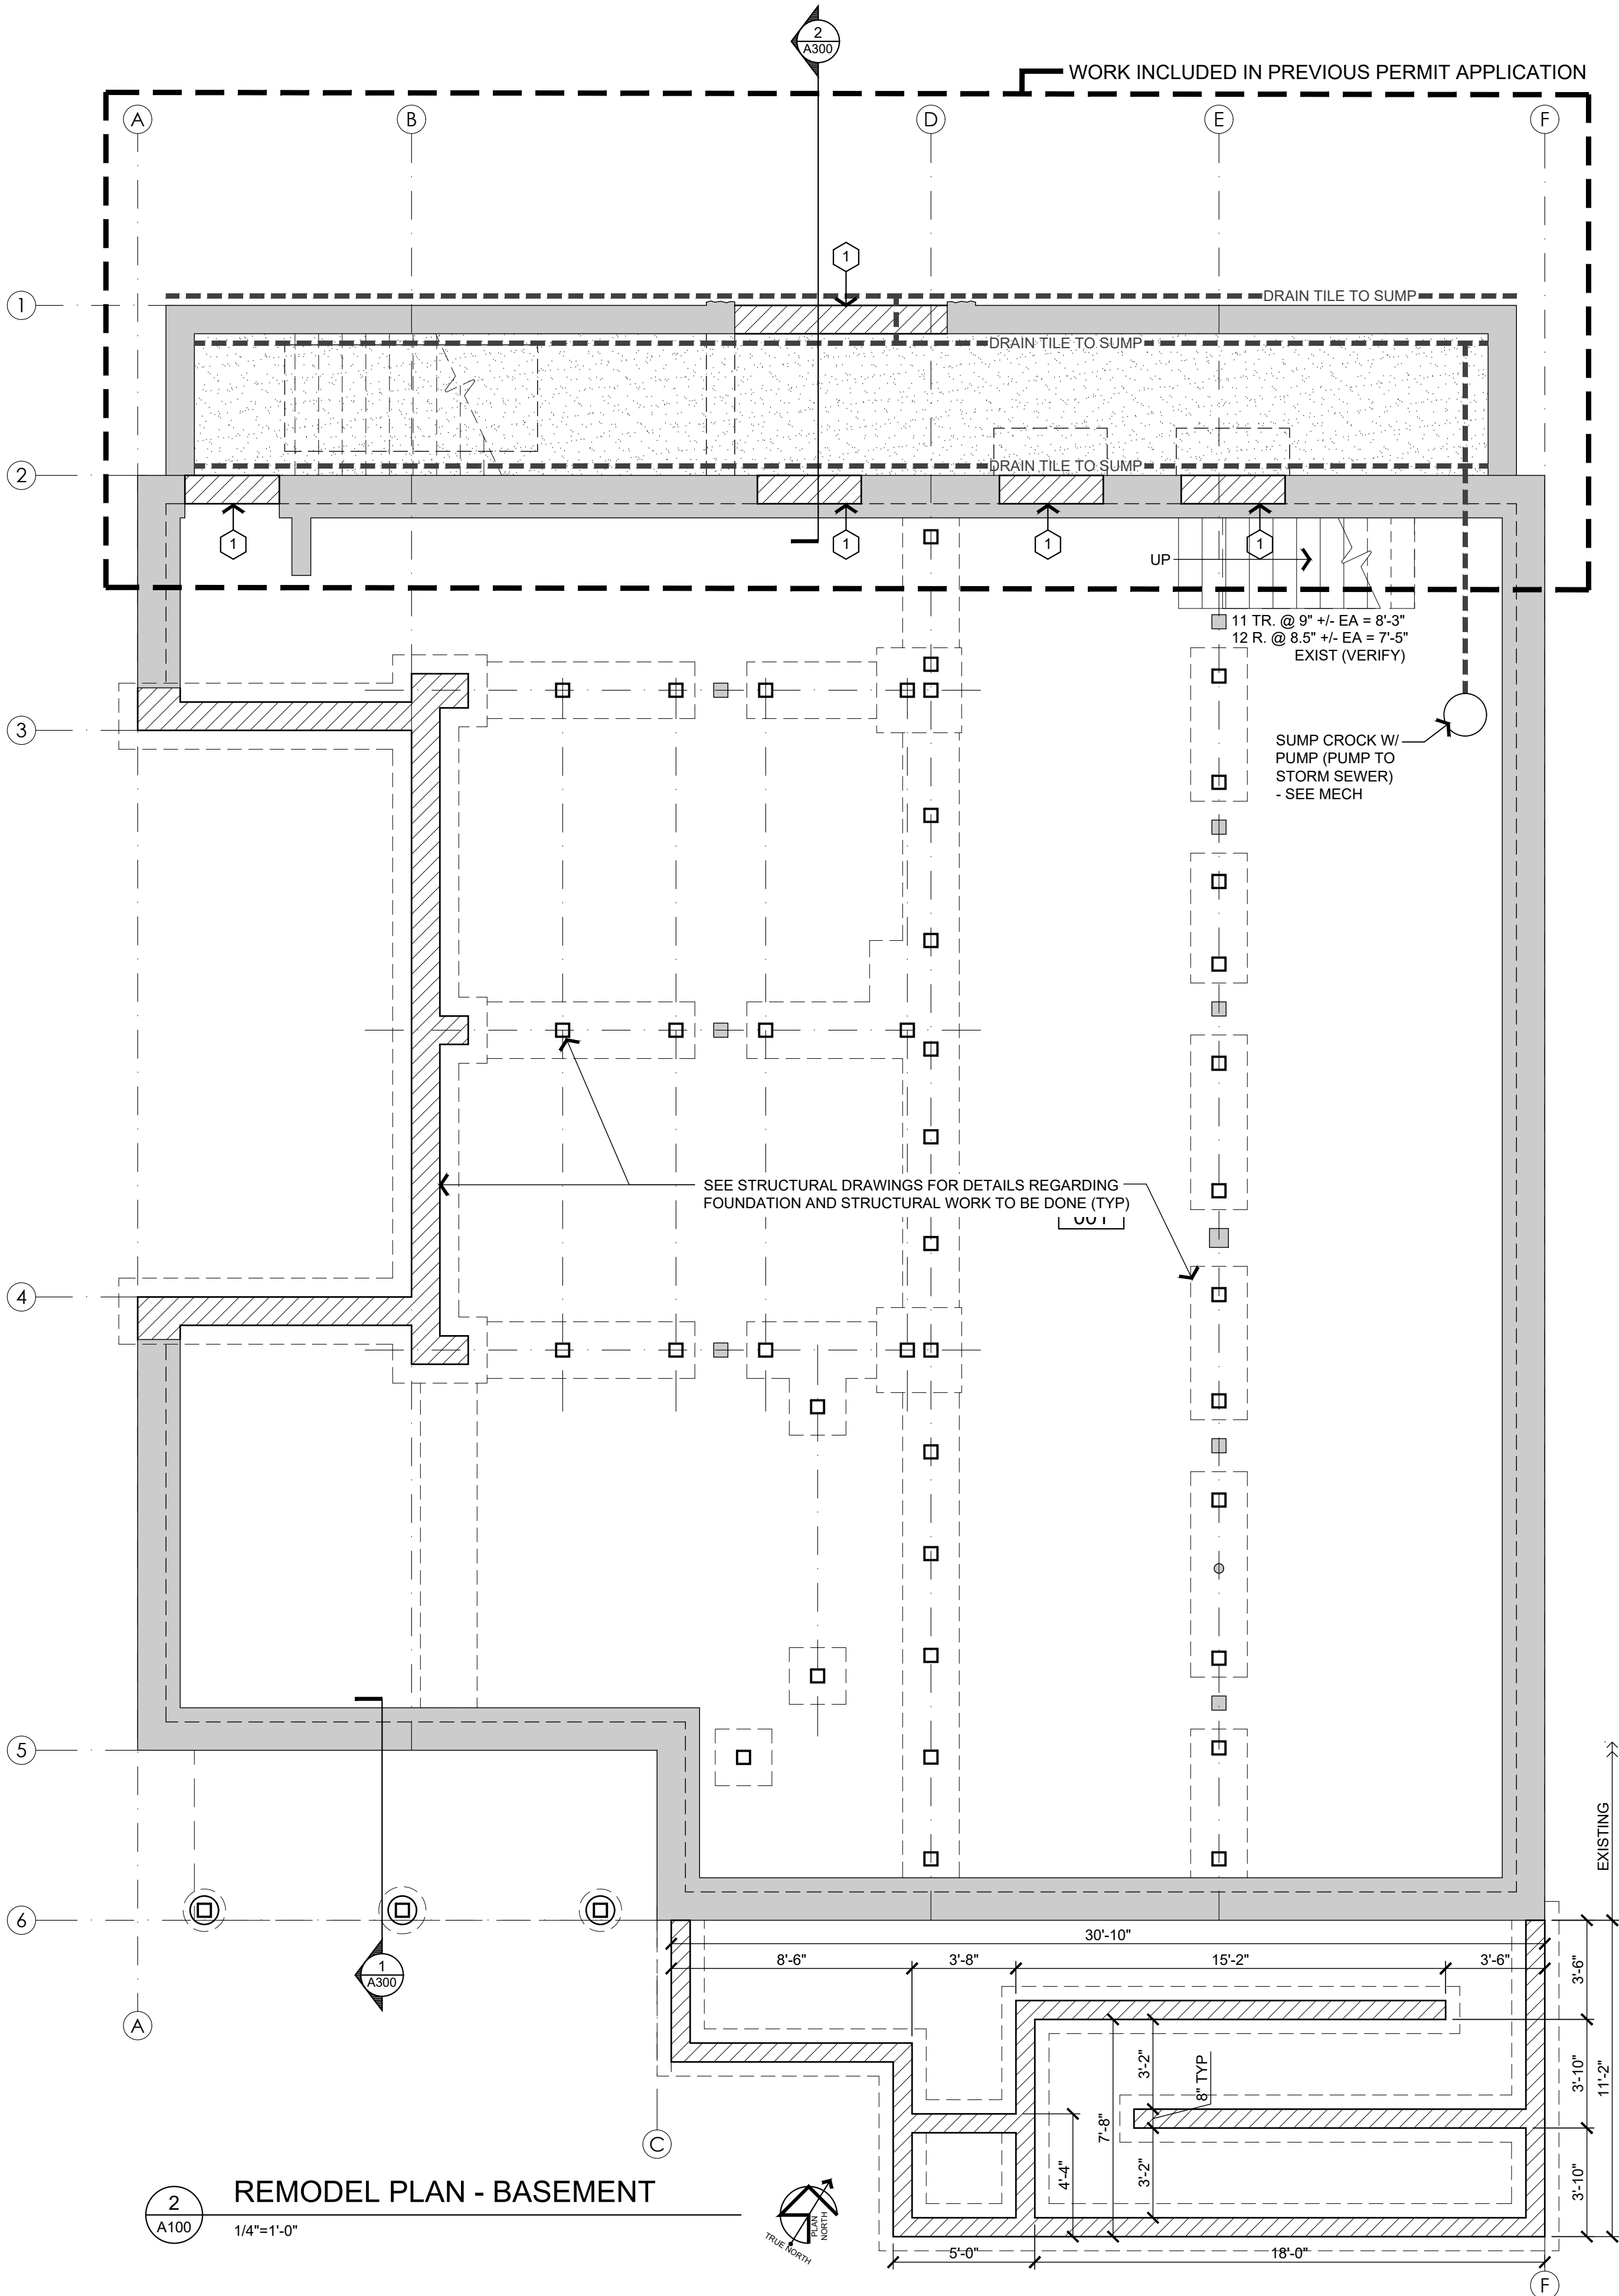 2
A300
WORK INCLUDED IN PREVIOUS PERMIT APPLICATION
A
B
D
E
F
1
1
DRAIN TILE TO SUMP
DRAIN TILE TO SUMP
2
DRAIN TILE TO SUMP
1
1
1
1
UP
11 TR. @ 9" +/- EA = 8'-3"
12 R. @ 8.5" +/- EA = 7'-5"
EXIST (VERIFY)
3
SUMP CROCK W/
PUMP (PUMP TO
STORM SEWER)
- SEE MECH
SEE STRUCTURAL DRAWINGS FOR DETAILS REGARDING
FOUNDATION AND STRUCTURAL WORK TO BE DONE (TYP)
4
5
EXISTING
6
30'-10"
8'-6"
3'-8"
15'-2"
3'-6"
3'-6"
1
A300
A
3'-2"
8" TYP
3'-10"
11'-2"
7'-8"
4'-4"
3'-2"
3'-10"
C
2
A100
REMODEL PLAN - BASEMENT
1/4"=1'-0"
PLAN
NORTH
TRUE NORTH
5'-0"
18'-0"
F